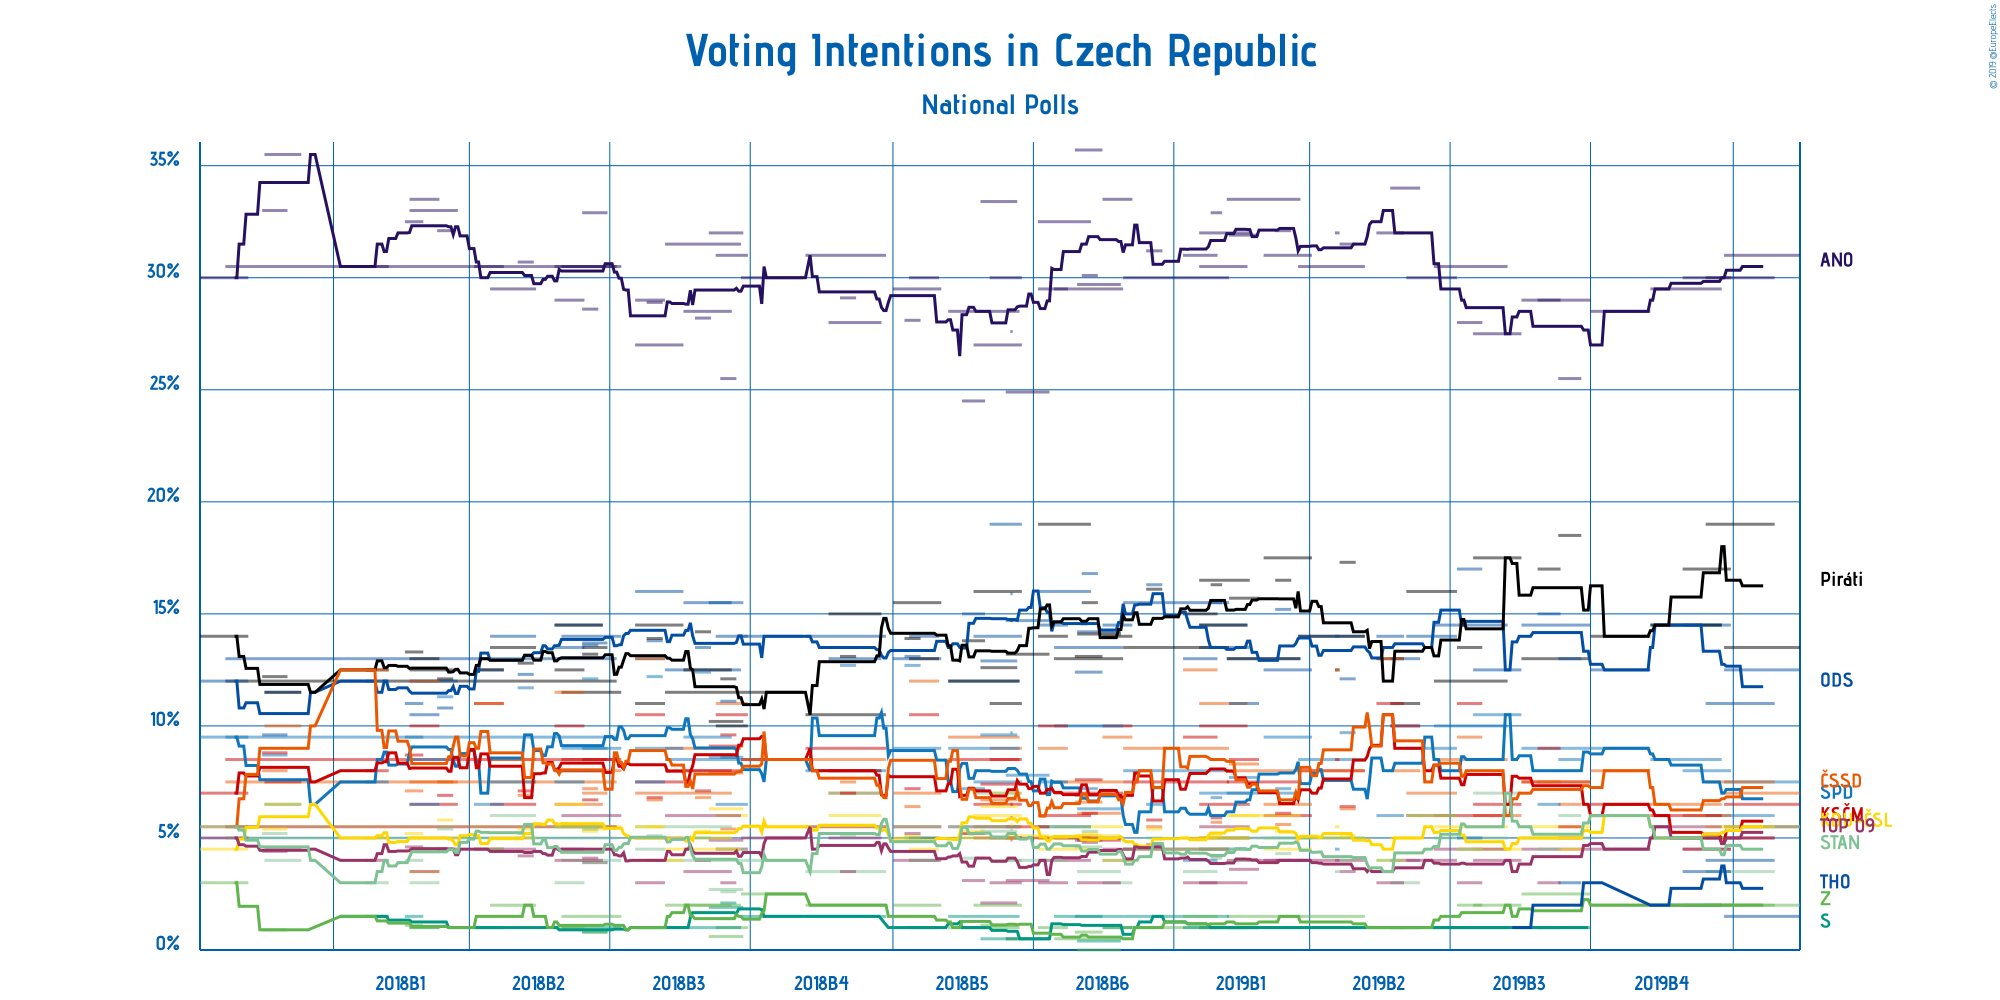 © 2019 @EuropeElects
Voting Intentions in Czech Republic
National Polls
35%
30%
25%
20%
15%
10%
5%
0%
ANO
Piráti
ODS
ČSSD
SPD
KSČM
TOP 09
STAN
THO
Z
S
2018B1 2018B2 2018B3 2018B4 2018B5 2018B6 2019B1 2019B2 2019B3 2019B4